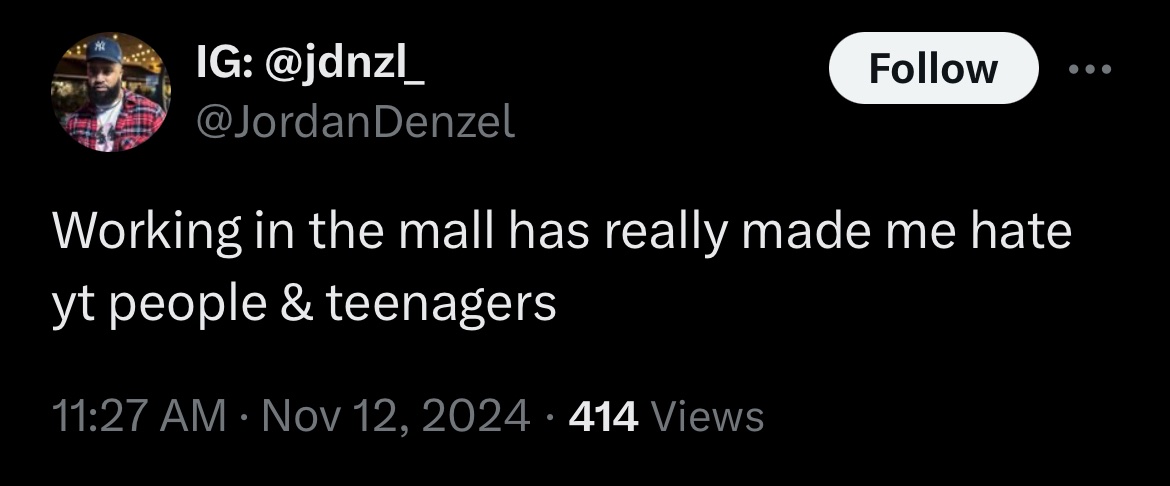 IG: @jdnzl_
Follow
@JordanDenzel
Working in the mall has really made me hate
yt people & teenagers
11:27 AM · Nov 12, 2024 · 414 Views